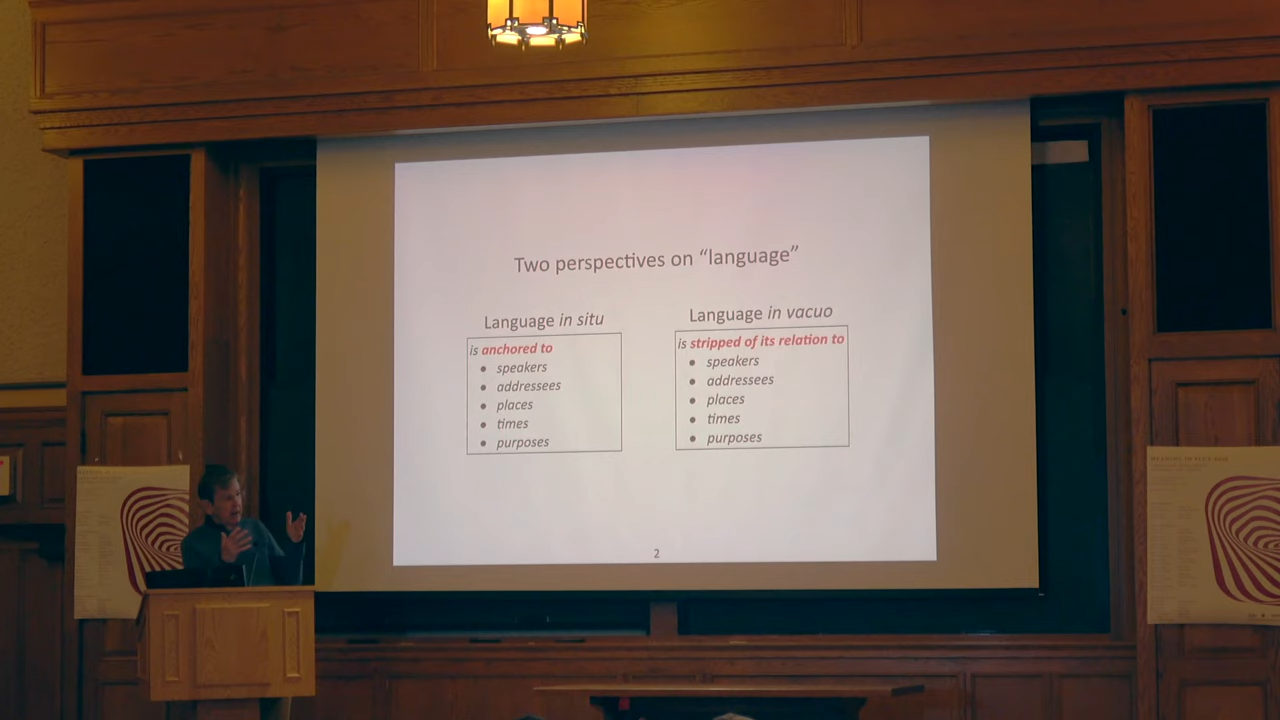 Two perspectives on “language”
Language in situ
is anchored to
● speakers
● addressees
● places
● times
● purposes
Language in vacuo
is stripped of its relation to
● speakers
● addressees
● places
● times
● purposes
2